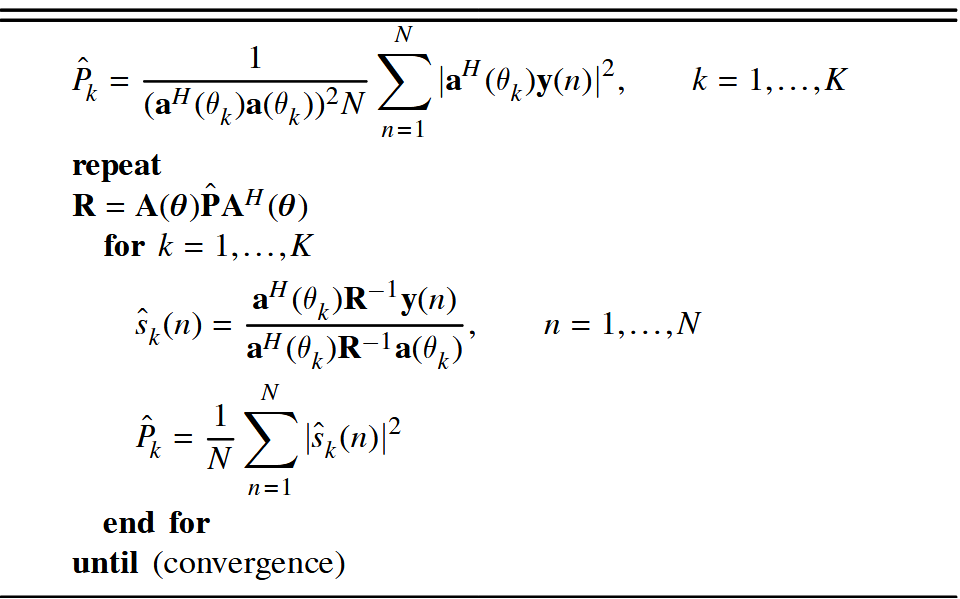 $\hat{P}_k = \frac{1}{(\mathbf{a}^H(\theta_k)\mathbf{a}(\theta_k))^2 N} \sum_{n=1}^{N} |\mathbf{a}^H(\theta_k)\mathbf{y}(n)|^2, \quad k = 1,\ldots,K$
repeat
$\mathbf{R} = \mathbf{A}(\boldsymbol{\theta})\hat{\mathbf{P}}\mathbf{A}^H(\boldsymbol{\theta})$
for $k = 1,\ldots,K$
$\hat{s}_k(n) = \frac{\mathbf{a}^H(\theta_k)\mathbf{R}^{-1}\mathbf{y}(n)}{\mathbf{a}^H(\theta_k)\mathbf{R}^{-1}\mathbf{a}(\theta_k)}, \quad n = 1,\ldots,N$
$\hat{P}_k = \frac{1}{N} \sum_{n=1}^{N} |\hat{s}_k(n)|^2$
end for
until (convergence)